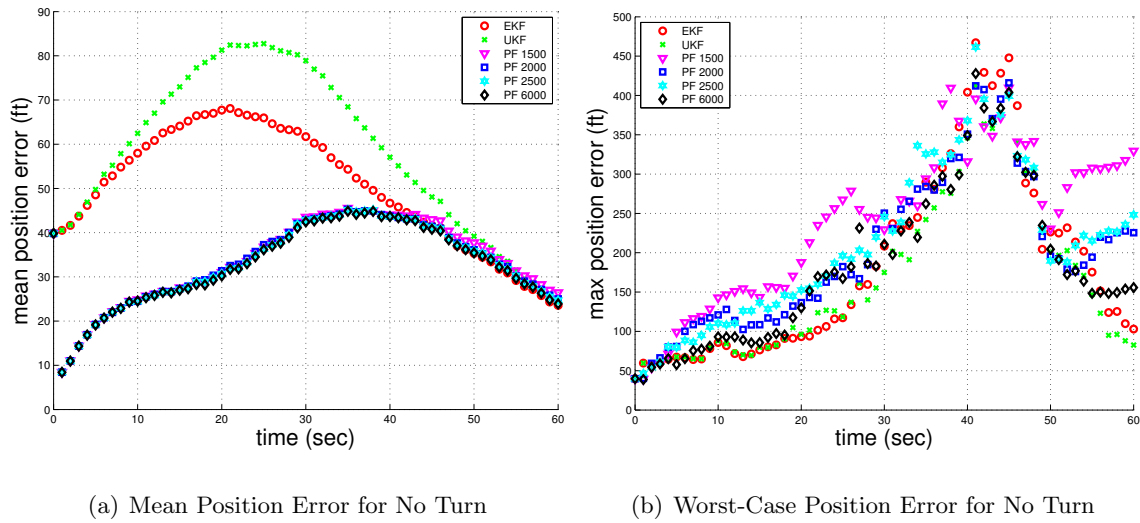 90
80
70
60
50
40
30
20
10
0
mean position error (ft)
0 10 20 30 40 50 60
time (sec)
EKF
UKF
PF 1500
PF 2000
PF 2500
PF 6000
(a) Mean Position Error for No Turn
500
450
400
350
300
250
200
150
100
50
0
max position error (ft)
0 10 20 30 40 50 60
time (sec)
EKF
UKF
PF 1500
PF 2000
PF 2500
PF 6000
(b) Worst-Case Position Error for No Turn